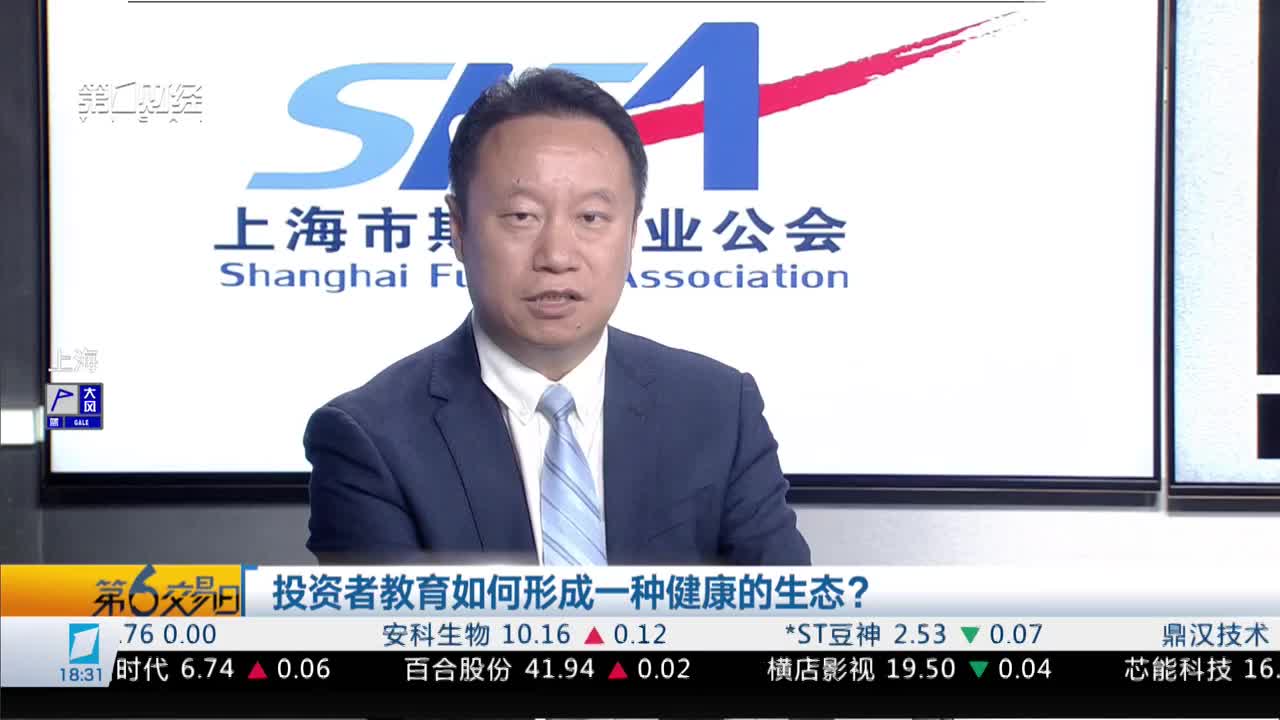 SFA
第1财经
YICAI
上海市期 业公会
Shanghai Fu Association
上海
大风
GALE
第6交易日
投资者教育如何形成一种健康的生态?
.76 0.00 安科生物 10.16 ▲ 0.12 *ST豆神 2.53 ▼ 0.07 鼎汉技术
18:31
时代 6.74 ▲ 0.06 百合股份 41.94 ▲ 0.02 横店影视 19.50 ▼ 0.04 芯能科技 16.